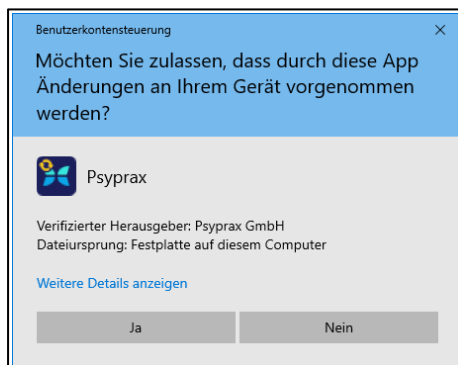 Benutzerkontensteuerung
Möchten Sie zulassen, dass durch diese App
Änderungen an Ihrem Gerät vorgenommen
werden?
Psyprax
Verifizierter Herausgeber: Psyprax GmbH
Dateiursprung: Festplatte auf diesem Computer
Weitere Details anzeigen
Ja Nein